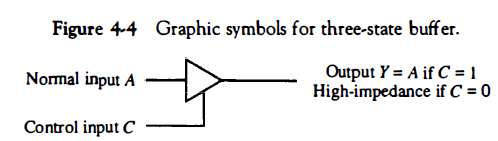 Figure 4-4 Graphic symbols for three-state buffer.
Normal input A
Output Y = A if C = 1
High-impedance if C = 0
Control input C